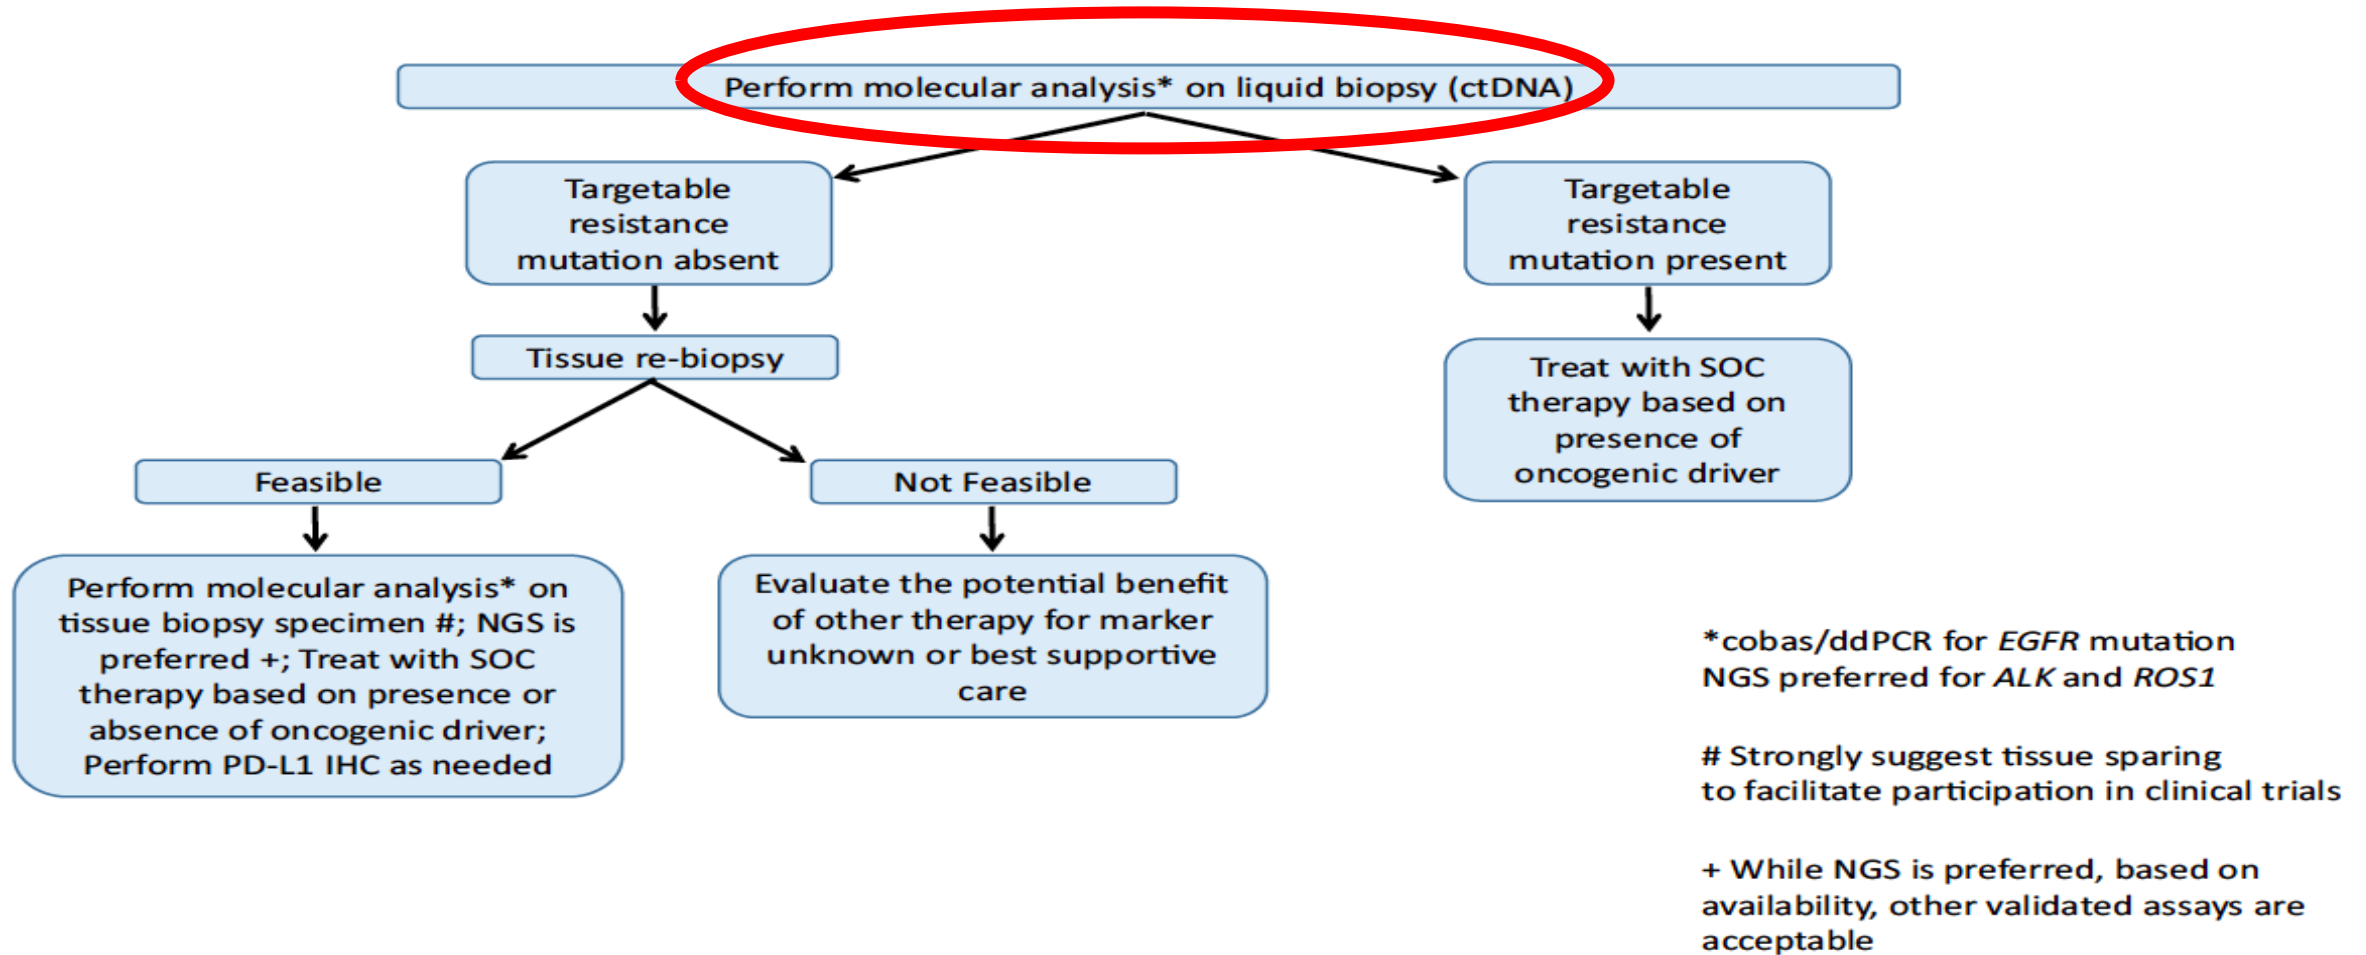 Perform molecular analysis* on liquid biopsy (ctDNA)
Targetable
resistance
mutation absent
Targetable
resistance
mutation present
Tissue re-biopsy
Treat with SOC
therapy based on
presence of
oncogenic driver
Feasible
Not Feasible
Perform molecular analysis* on
tissue biopsy specimen #; NGS is
preferred +; Treat with SOC
therapy based on presence or
absence of oncogenic driver;
Perform PD-L1 IHC as needed
Evaluate the potential benefit
of other therapy for marker
unknown or best supportive
care
*cobas/ddPCR for EGFR mutation
NGS preferred for ALK and ROS1
# Strongly suggest tissue sparing
to facilitate participation in clinical trials
+ While NGS is preferred, based on
availability, other validated assays are
acceptable